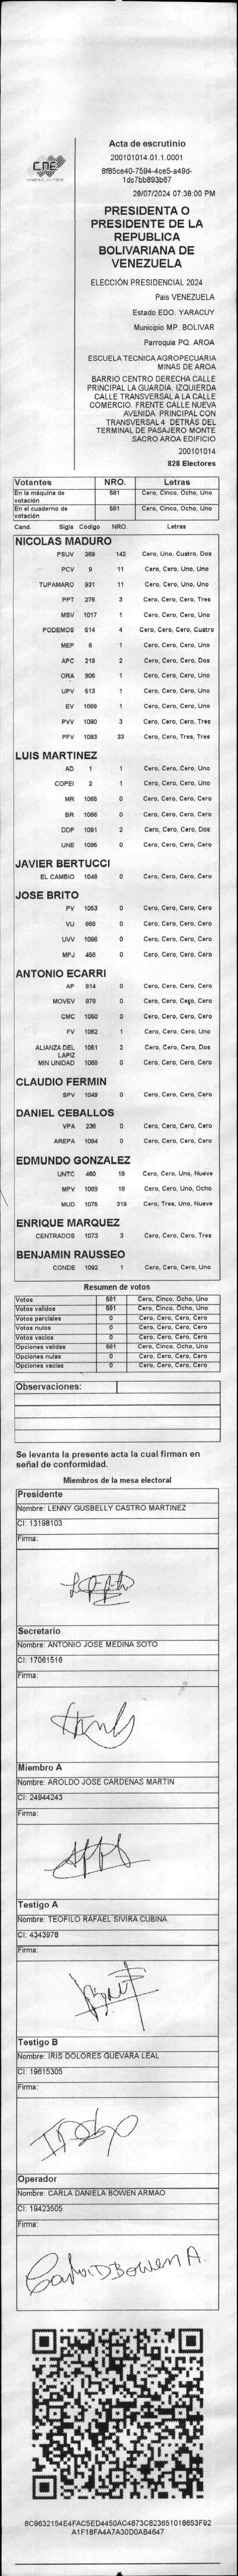 CNE
Acta de escrutinio
200101014.01.1.0001
8f85ce40-7594-4ce5-a49d-
1dc7bb893b67
28/07/2024 07:38:00 PM
PRESIDENTA O
PRESIDENTE DE LA
REPUBLICA
BOLIVARIANA DE
VENEZUELA
ELECCIÓN PRESIDENCIAL 2024
País VENEZUELA
Estado EDO. YARACUY
Municipio MP. BOLIVAR
Parroquia PQ. AROA
ESCUELA TECNICA AGROPECUARIA
MINAS DE AROA
BARRIO CENTRO DERECHA CALLE
PRINCIPAL LA GUARDIA. IZQUIERDA
CALLE TRANSVERSAL A LA CALLE
COMERCIO. FRENTE CALLE NUEVA
AVENIDA PRINCIPAL CON
TRANSVERSAL 4 DETRÁS DEL
TERMINAL DE PASAJERO MONTE
SACRO AROA EDIFICIO
200101014
828 Electores
Votantes NRO. Letras
En la máquina de votación 581 Cero, Cinco, Ocho, Uno
En el cuaderno de votación 581 Cero, Cinco, Ocho, Uno
Cand. Sigla Código NRO. Letras
NICOLAS MADURO
PSUV 269 142 Cero, Uno, Cuatro, Dos
PCV 9 11 Cero, Cero, Uno, Uno
TUPAMARO 931 11 Cero, Cero, Uno, Uno
PPT 276 3 Cero, Cero, Cero, Tres
MSV 1017 1 Cero, Cero, Cero, Uno
PODEMOS 514 4 Cero, Cero, Cero, Cuatro
MEP 6 1 Cero, Cero, Cero, Uno
APC 219 2 Cero, Cero, Cero, Dos
ORA 906 1 Cero, Cero, Cero, Uno
UPV 513 1 Cero, Cero, Cero, Uno
EV 1089 1 Cero, Cero, Cero, Uno
PVV 1090 3 Cero, Cero, Cero, Tres
PFV 1093 33 Cero, Cero, Tres, Tres
LUIS MARTINEZ
AD 1 1 Cero, Cero, Cero, Uno
COPEI 2 1 Cero, Cero, Cero, Uno
MR 1065 0 Cero, Cero, Cero, Cero
BR 1066 0 Cero, Cero, Cero, Cero
DDP 1091 2 Cero, Cero, Cero, Dos
UNE 1095 0 Cero, Cero, Cero, Cero
JAVIER BERTUCCI
EL CAMBIO 1048 0 Cero, Cero, Cero, Cero
JOSE BRITO
PV 1053 0 Cero, Cero, Cero, Cero
VU 868 0 Cero, Cero, Cero, Cero
UVV 1096 0 Cero, Cero, Cero, Cero
MPJ 458 0 Cero, Cero, Cero, Cero
ANTONIO ECARRI
AP 914 0 Cero, Cero, Cero, Cero
MOVEV 979 0 Cero, Cero, Cero, Cero
CMC 1050 0 Cero, Cero, Cero, Cero
FV 1062 1 Cero, Cero, Cero, Uno
ALIANZA DEL LAPIZ 1051 2 Cero, Cero, Cero, Dos
MIN UNIDAD 1068 0 Cero, Cero, Cero, Cero
CLAUDIO FERMIN
SPV 1049 0 Cero, Cero, Cero, Cero
DANIEL CEBALLOS
VPA 236 0 Cero, Cero, Cero, Cero
AREPA 1094 0 Cero, Cero, Cero, Cero
EDMUNDO GONZALEZ
UNTC 460 19 Cero, Cero, Uno, Nueve
MPV 1069 18 Cero, Cero, Uno, Ocho
MUD 1075 319 Cero, Tres, Uno, Nueve
ENRIQUE MARQUEZ
CENTRADOS 1073 3 Cero, Cero, Cero, Tres
BENJAMIN RAUSSEO
CONDE 1092 1 Cero, Cero, Cero, Uno
Resumen de votos
Votos 581 Cero, Cinco, Ocho, Uno
Votos validos 581 Cero, Cinco, Ocho, Uno
Votos parciales 0 Cero, Cero, Cero, Cero
Votos nulos 0 Cero, Cero, Cero, Cero
Votos vacíos 0 Cero, Cero, Cero, Cero
Opciones validas 581 Cero, Cinco, Ocho, Uno
Opciones nulas 0 Cero, Cero, Cero, Cero
Opciones vacias 0 Cero, Cero, Cero, Cero
Observaciones:
Se levanta la presente acta la cual firman en
señal de conformidad.
Miembros de la mesa electoral
Presidente
Nombre: LENNY GUSBELLY CASTRO MARTINEZ
CI: 13198103
Firma:
Secretario
Nombre: ANTONIO JOSE MEDINA SOTO
CI: 17061516
Firma:
Miembro A
Nombre: AROLDO JOSE CARDENAS MARTIN
CI: 24944243
Firma:
Testigo A
Nombre: TEOFILO RAFAEL SIVIRA CUBINA
CI: 4343978
Firma:
Testigo B
Nombre: IRIS DOLORES GUEVARA LEAL
CI: 19615305
Firma:
Operador
Nombre: CARLA DANIELA BOWEN ARMAO
CI: 19423505
Firma:
Carla D Bowen A.
8C9632154E4FAC5ED4450AC4873C823651018653F92
A1F18FA4A7A30D0AB4647